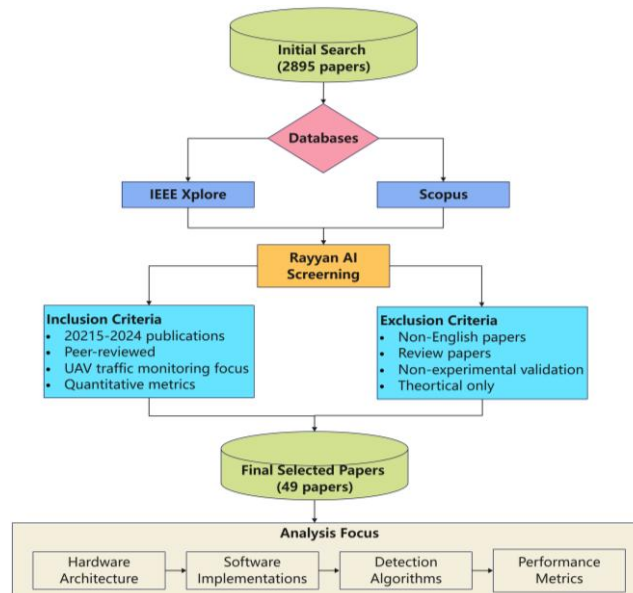 Initial Search
(2895 papers)
Databases
IEEE Xplore
Scopus
Rayyan AI
Screerning
Inclusion Criteria
• 20215-2024 publications
• Peer-reviewed
• UAV traffic monitoring focus
• Quantitative metrics
Exclusion Criteria
• Non-English papers
• Review papers
• Non-experimental validation
• Theortical only
Final Selected Papers
(49 papers)
Analysis Focus
Hardware
Architecture
Software
Implementations
Detection
Algorithms
Performance
Metrics